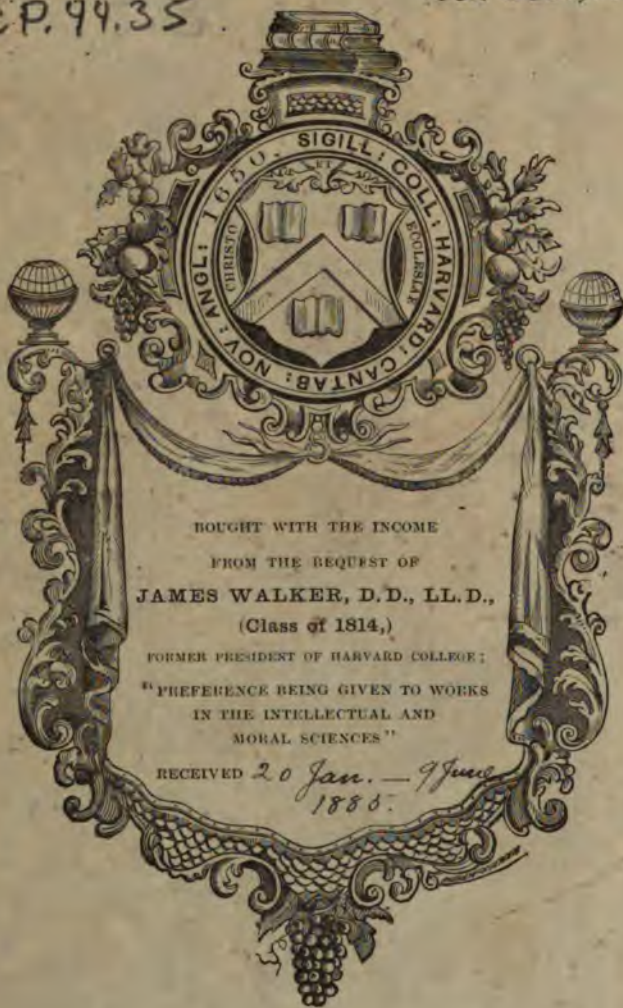 P.94.35
SIGILL: COLL: HARVARD: CANTAB: NOV: ANGL: 1650.
ET
CHRISTO
ECCLESIAE
BOUGHT WITH THE INCOME
FROM THE BEQUEST OF
JAMES WALKER, D.D., LL.D.,
(Class of 1814,)
FORMER PRESIDENT OF HARVARD COLLEGE;
"PREFERENCE BEING GIVEN TO WORKS
IN THE INTELLECTUAL AND
MORAL SCIENCES"
RECEIVED 20 Jan. — 9 June
1885.